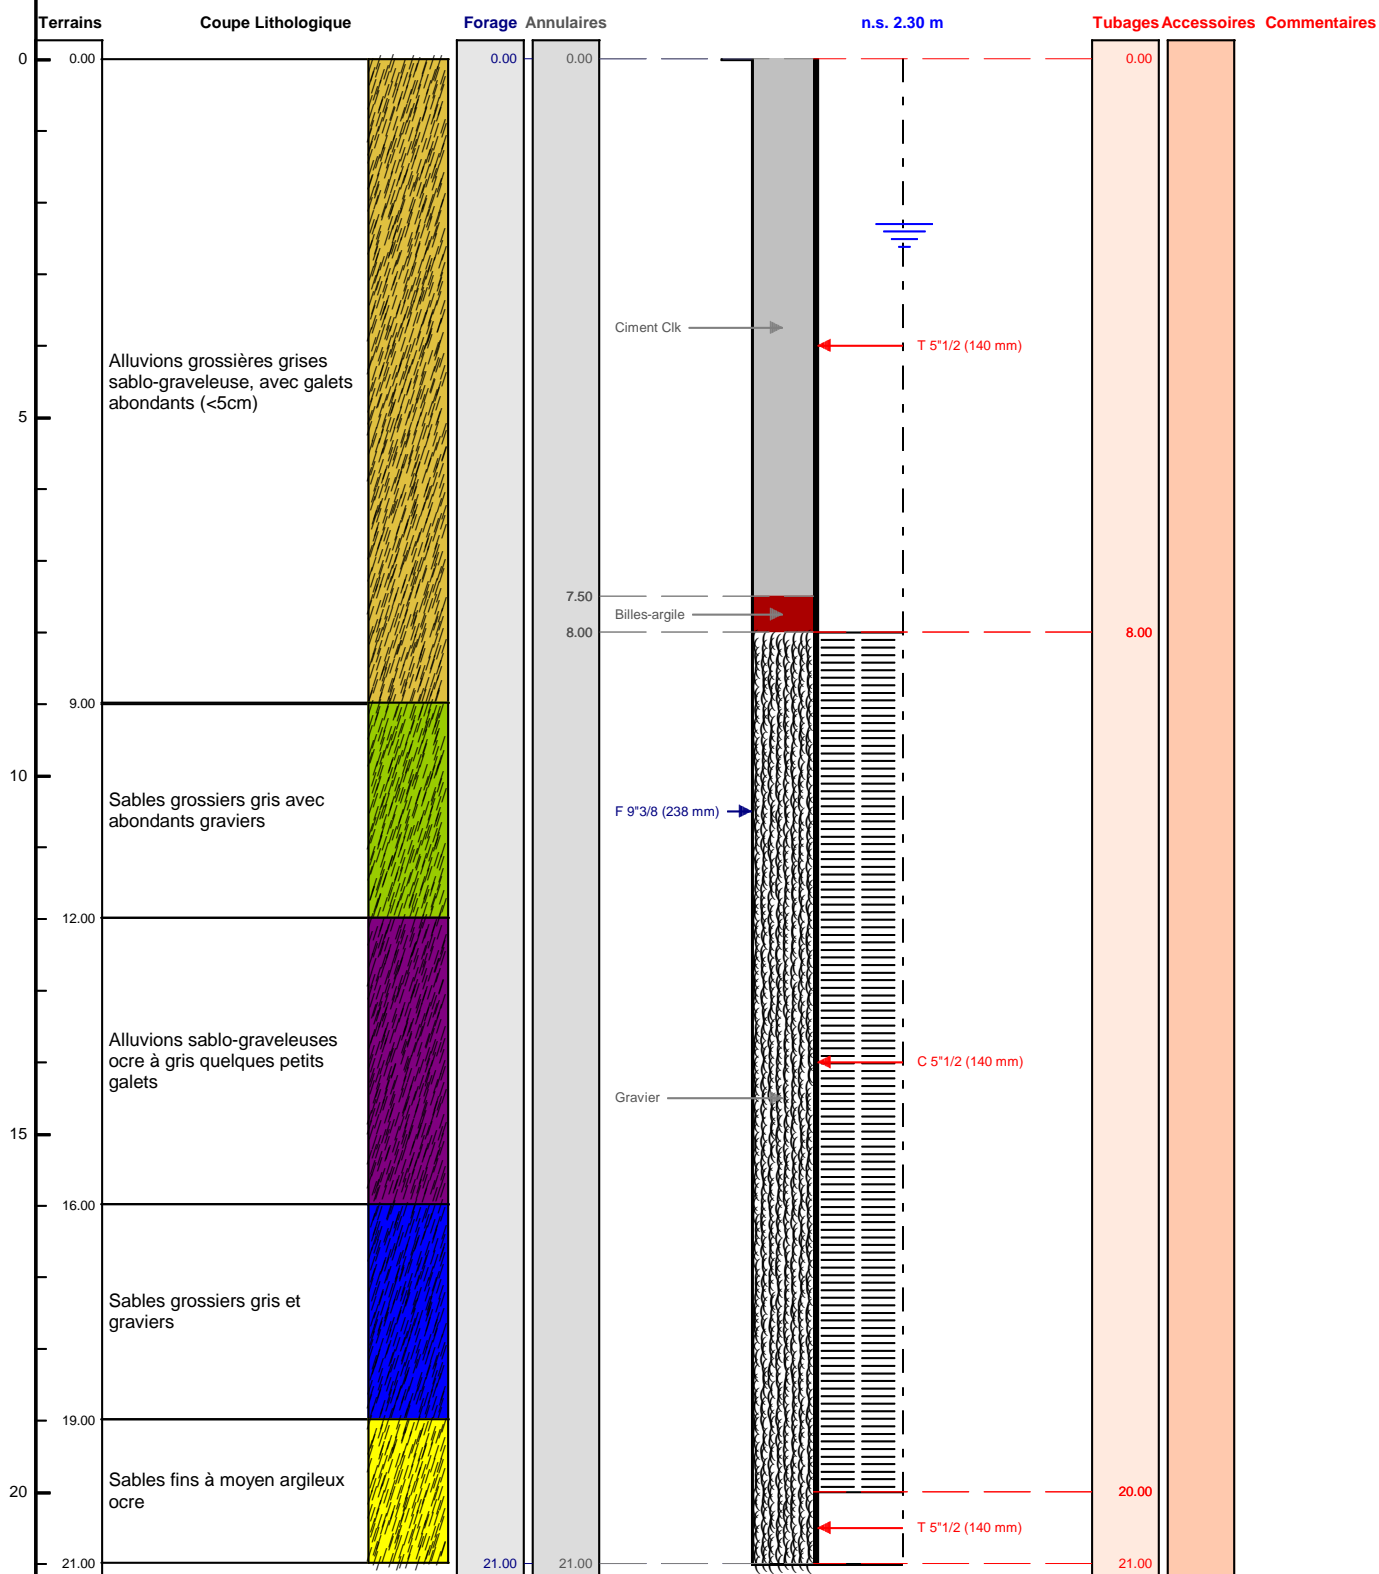 Terrains Coupe Lithologique Forage Annulaires n.s. 2.30 m Tubages Accessoires Commentaires
0 0.00 0.00 0.00 0.00
Ciment Clk
T 5"1/2 (140 mm)
Alluvions grossières grises
sablo-graveleuse, avec galets
abondants (<5cm)
5
7.50
Billes-argile
8.00 8.00
9.00
10
Sables grossiers gris avec
abondants graviers
F 9"3/8 (238 mm)
12.00
Alluvions sablo-graveleuses
ocre à gris quelques petits
galets
C 5"1/2 (140 mm)
Gravier
15
16.00
Sables grossiers gris et
graviers
19.00
Sables fins à moyen argileux
ocre
20 20.00
T 5"1/2 (140 mm)
21.00 21.00 21.00 21.00